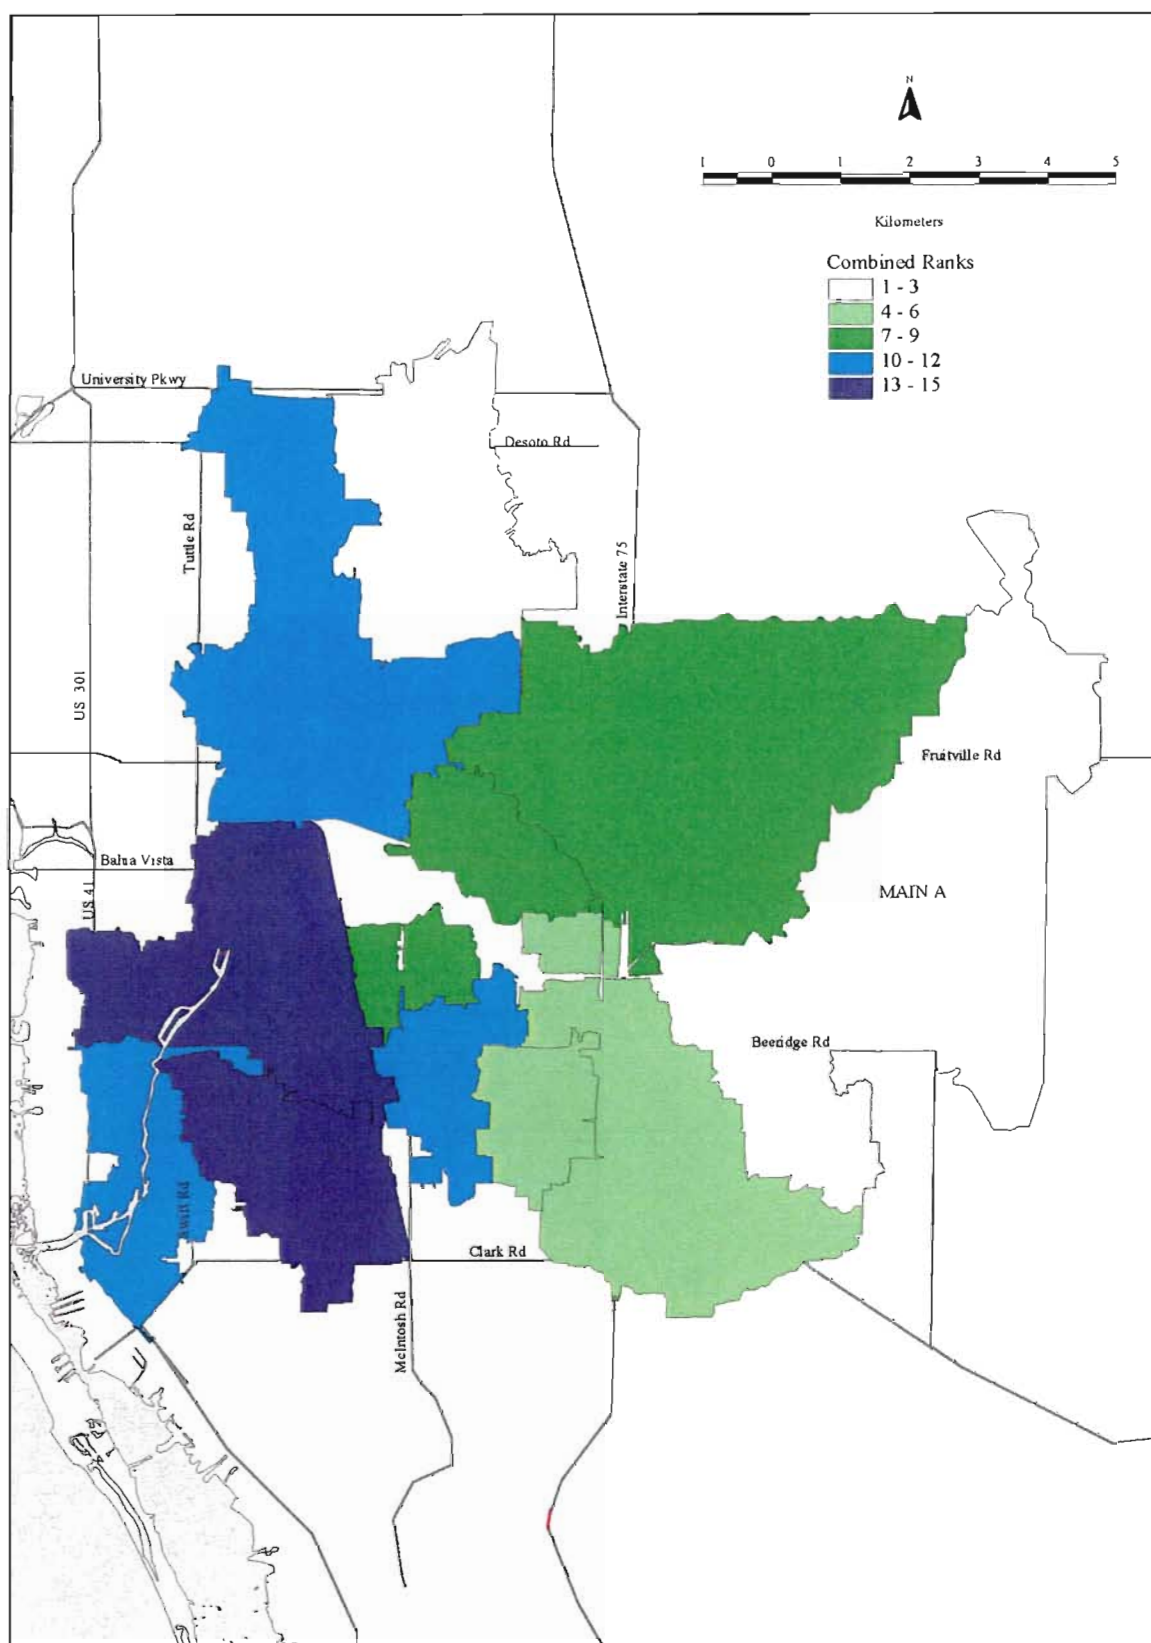 N
1 0 1 2 3 4 5
Kilometers
Combined Ranks
1 - 3
4 - 6
7 - 9
10 - 12
13 - 15
University Pkwy
Desoto Rd
Tuttle Rd
Interstate 75
US 301
Fruitville Rd
Bahia Vista
MAIN A
US 41
Beeridge Rd
Rd
Clark Rd
McIntosh Rd